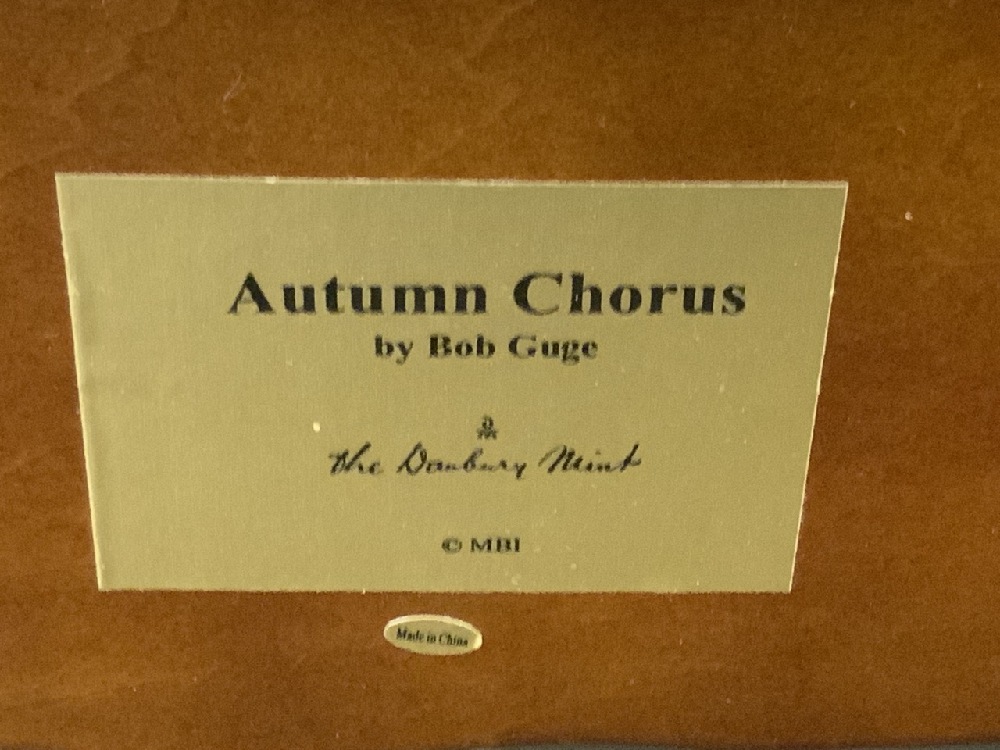 Autumn Chorus
by Bob Guge
The Danbury Mint
© MBI
Made in China